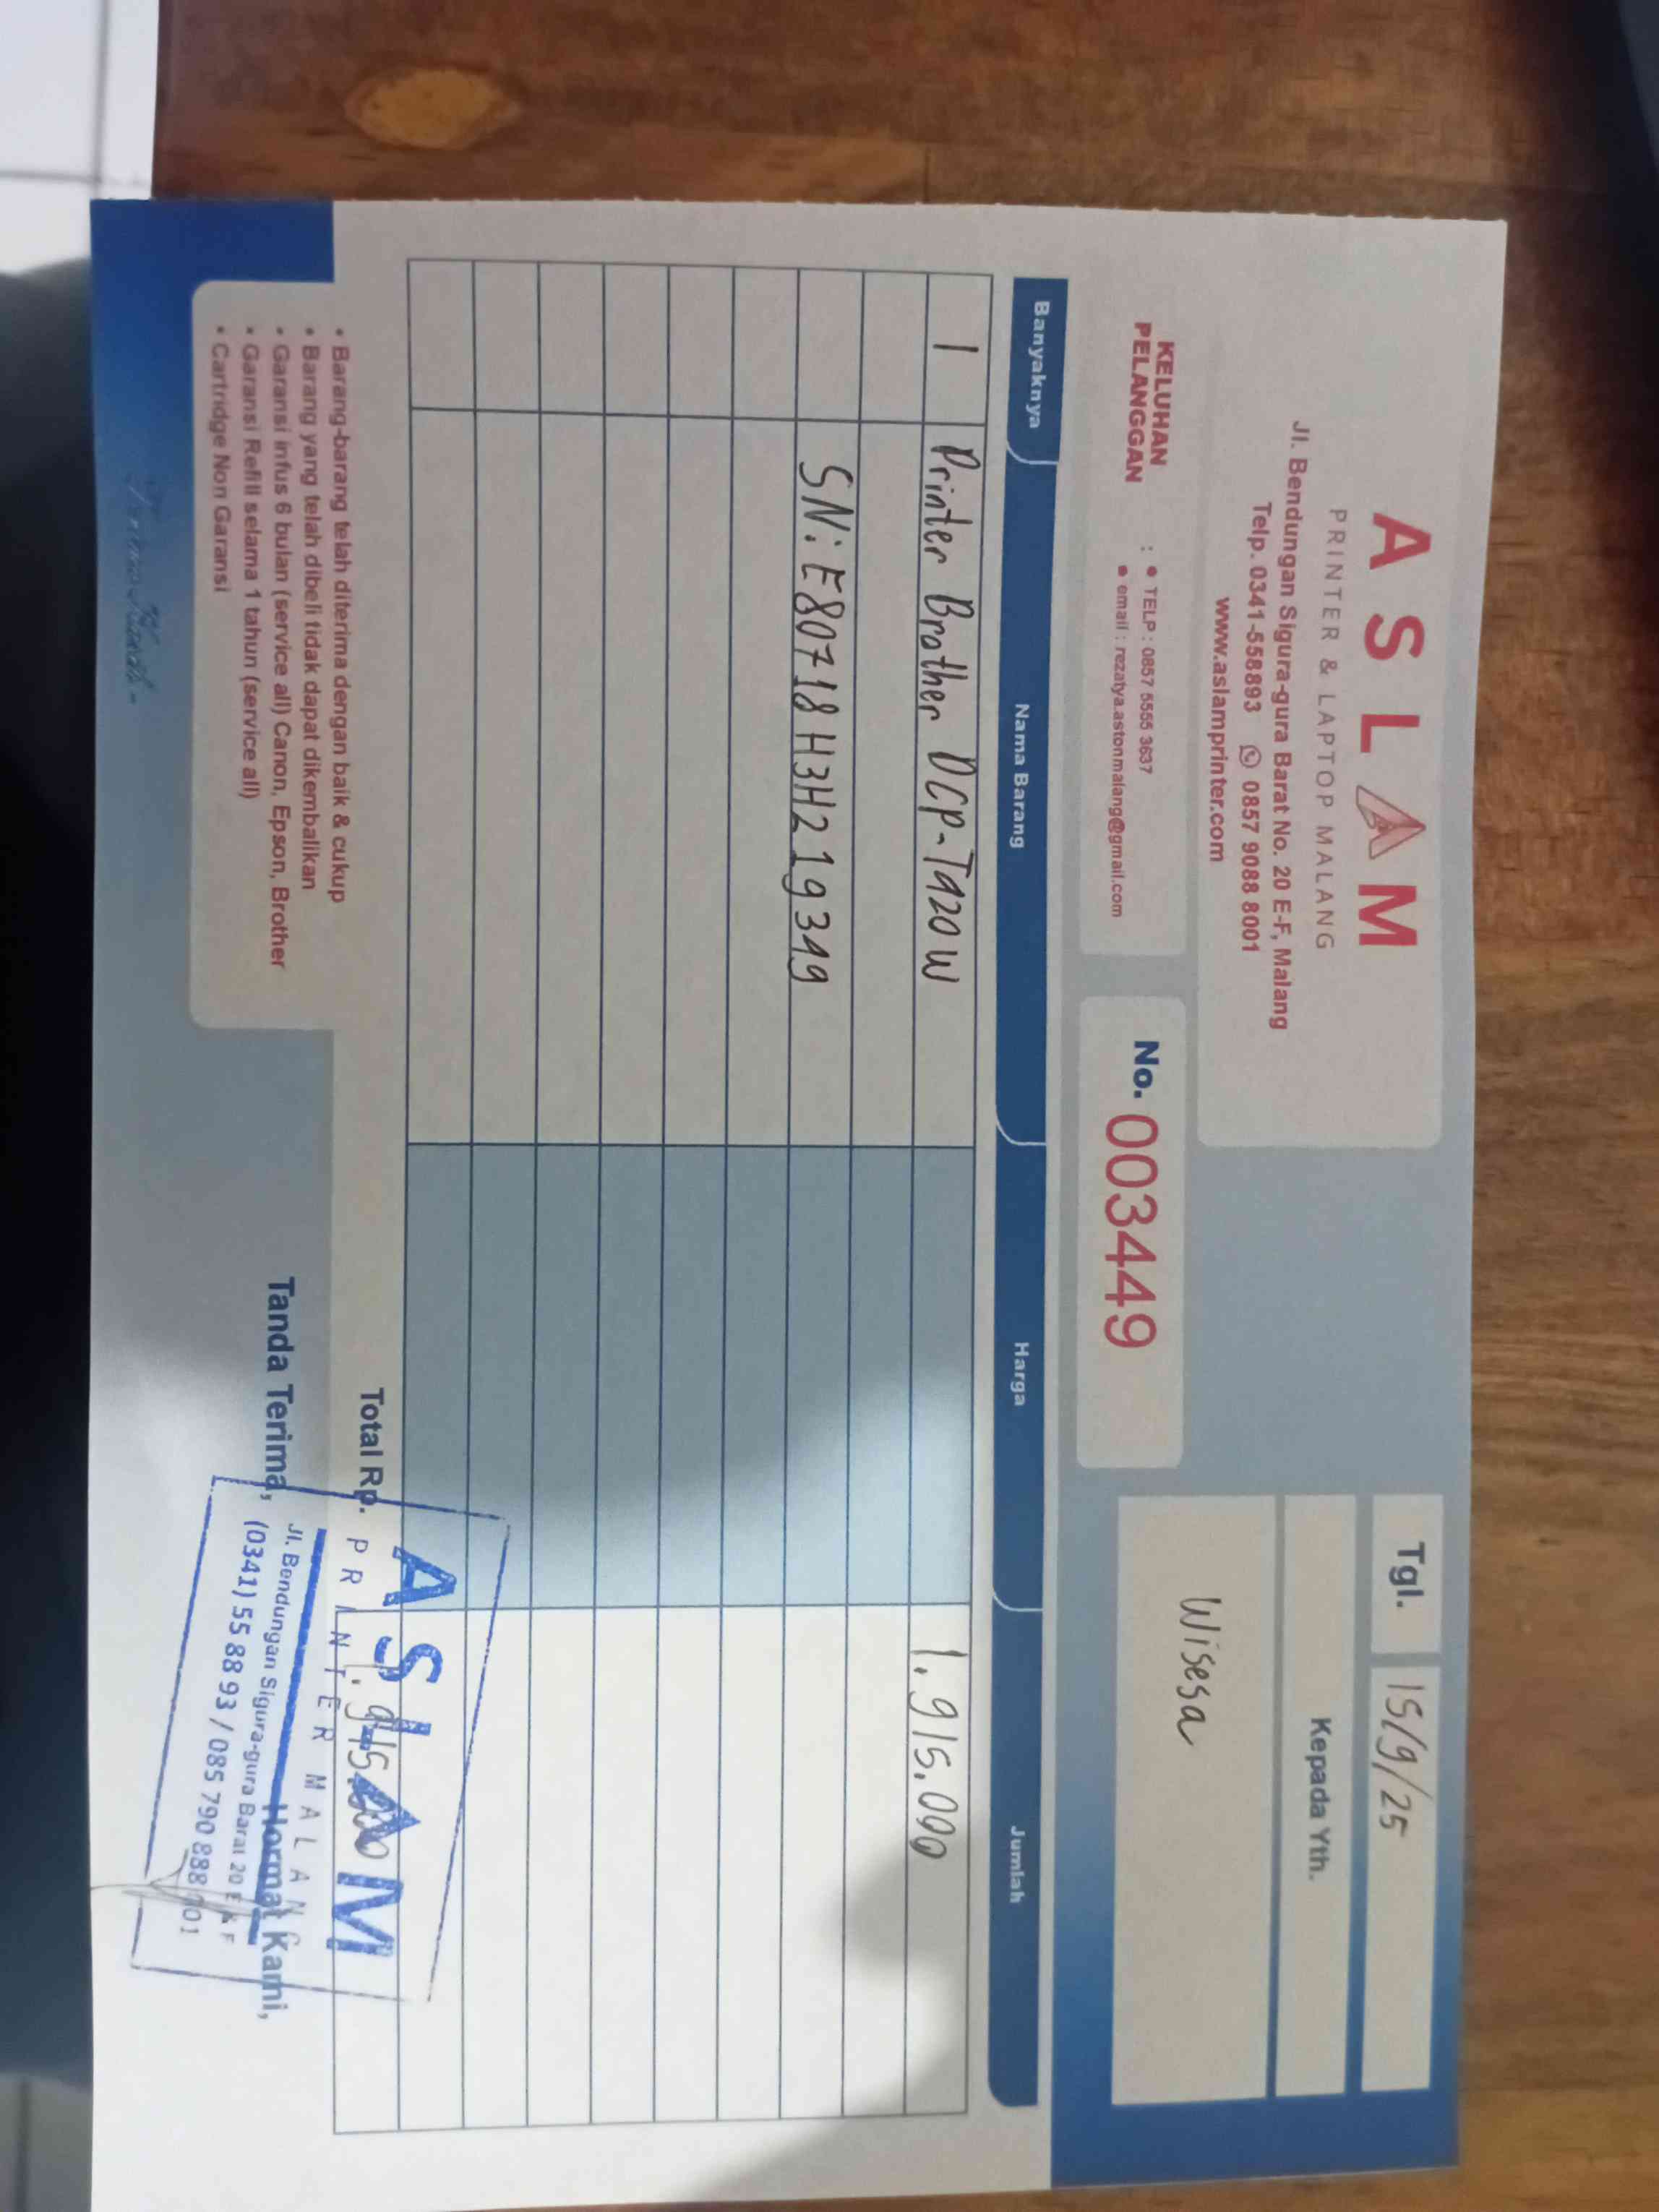 ASLAM
PRINTER & LAPTOP MALANG
Jl. Bendungan Sigura-gura Barat No. 20 E-F, Malang
Telp. 0341-558893 0857 9088 8001
www.aslamprinter.com
Tgl. 15/9/25
Kepada Yth.
Wisesa
KELUHAN PELANGGAN : • TELP : 0857 5555 3637
• email : rezatya.astonmalang@gmail.com
No. 003449
Banyaknya Nama Barang Harga Jumlah
1 Printer Brother DCP-T420W 1.915.000
SN: E80718H3H219349
Total Rp. 1.915.000
• Barang-barang telah diterima dengan baik & cukup
• Barang yang telah dibeli tidak dapat dikembalikan
• Garansi infus 6 bulan (service all) Canon, Epson, Brother
• Garansi Refill selama 1 tahun (service all)
• Cartridge Non Garansi
Tanda Terima,
Hormat Kami,
ASLAM
PRINTER MALANG
Jl. Bendungan Sigura-gura Barat 20 E & F
(0341) 55 88 93 / 085 790 888 001